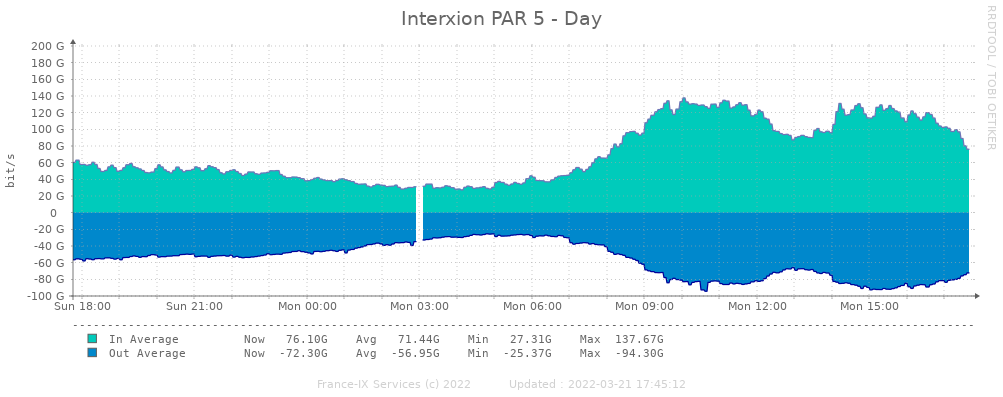 Interxion PAR 5 - Day
RRDTOOL / TOBI OETIKER
bit/s
200 G
180 G
160 G
140 G
120 G
100 G
80 G
60 G
40 G
20 G
0
-20 G
-40 G
-60 G
-80 G
-100 G
Sun 18:00 Sun 21:00 Mon 00:00 Mon 03:00 Mon 06:00 Mon 09:00 Mon 12:00 Mon 15:00
In Average Now 76.10G Avg 71.44G Min 27.31G Max 137.67G
Out Average Now -72.30G Avg -56.95G Min -25.37G Max -94.30G
France-IX Services (c) 2022 Updated : 2022-03-21 17:45:12